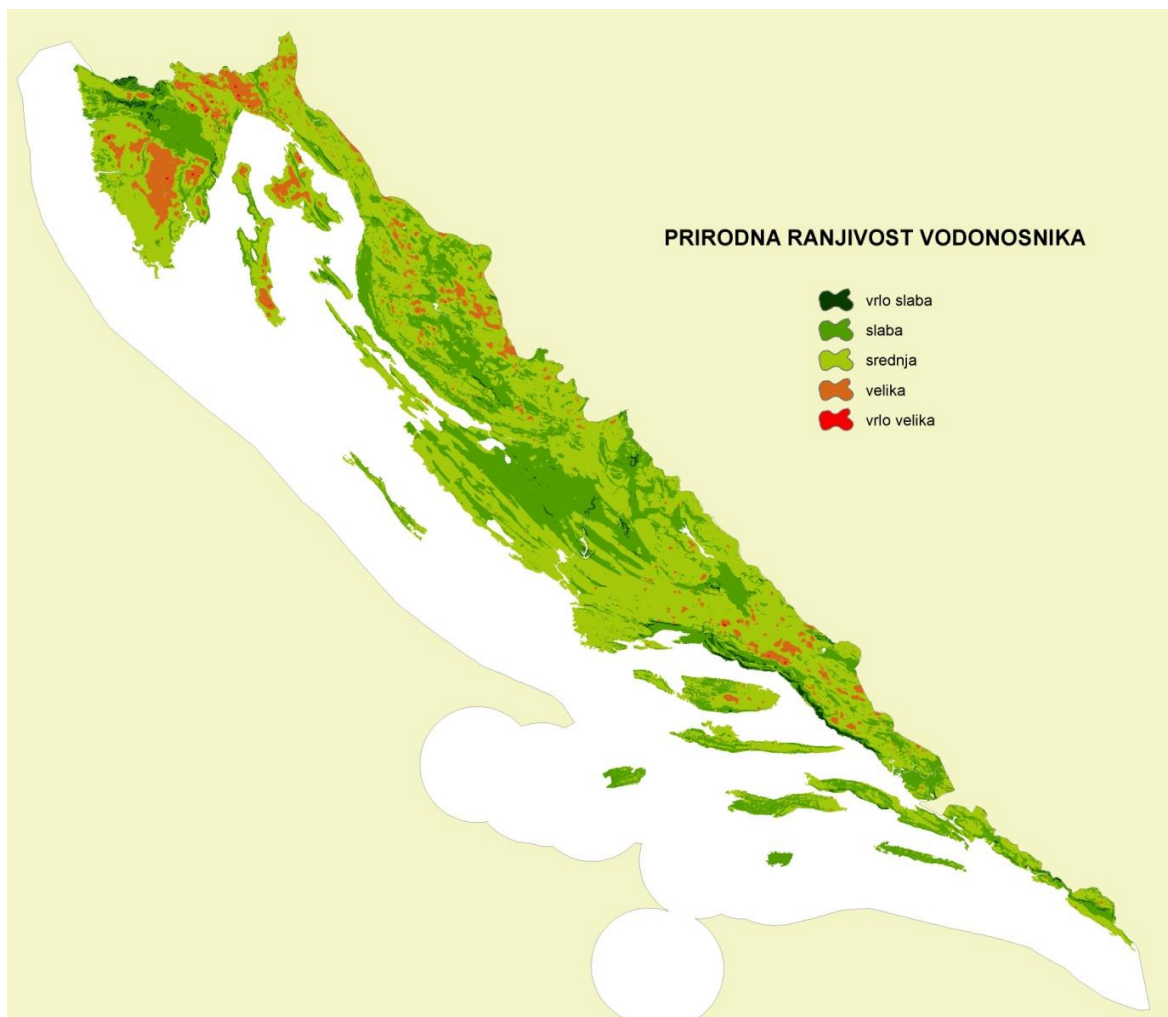 PRIRODNA RANJIVOST VODONOSNIKA
vrlo slaba
slaba
srednja
velika
vrlo velika